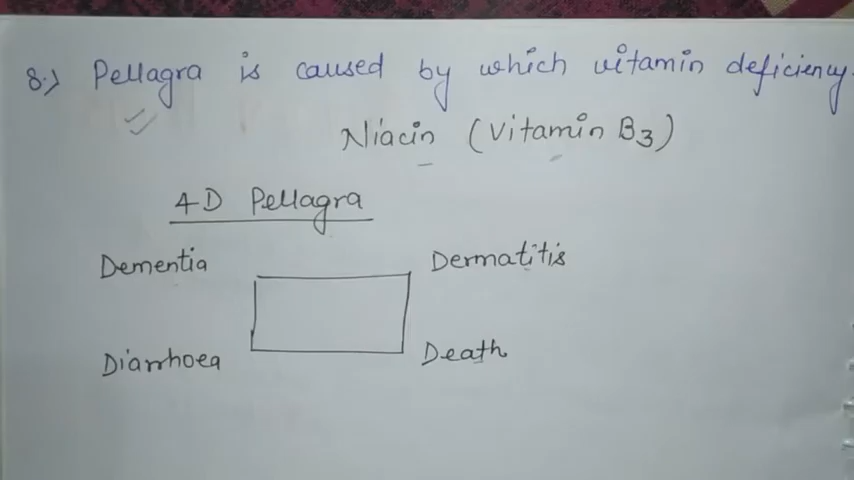 8.) Pellagra is caused by which vitamin deficiency.
Niacin (Vitamin B3)
4D Pellagra
Dementia Dermatitis
Diarrhoea Death